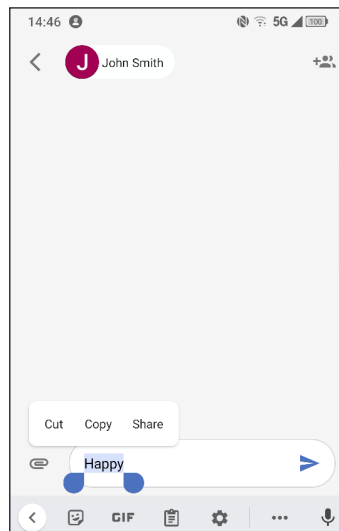 14:46 5G 100
J John Smith
Cut Copy Share
Happy
GIF